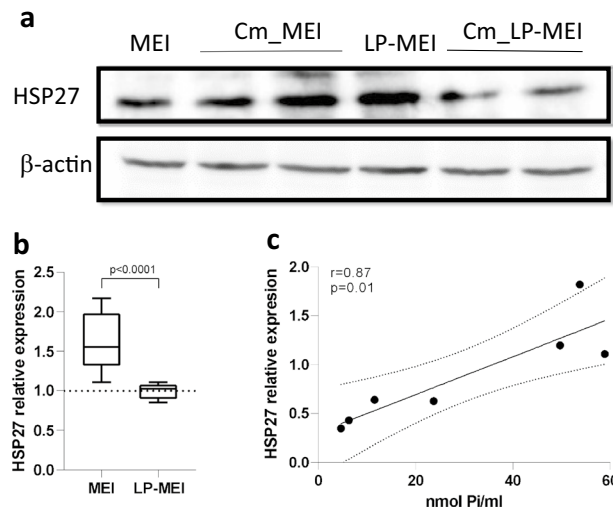 a
MEI Cm_MEI LP-MEI Cm_LP-MEI
HSP27
β-actin
b
HSP27 relative expression
2.5
2.0
1.5
1.0
0.5
0.0
p<0.0001
MEI LP-MEI
c
HSP27 relative expression
2.0
1.5
1.0
0.5
0.0
r=0.87
p=0.01
0 20 40 60
nmol Pi/ml